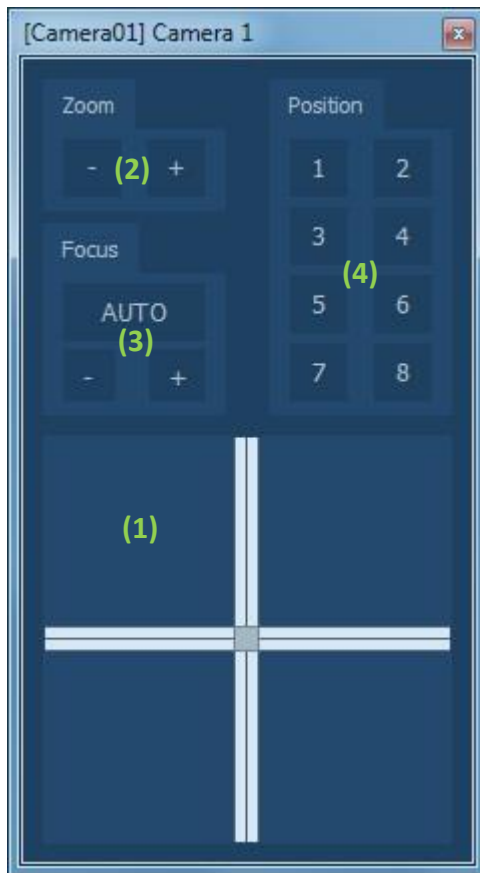 [Camera01] Camera 1
x
Zoom
- (2) +
Focus
AUTO
(3)
- +
Position
1 2
3 4
(4)
5 6
7 8
(1)